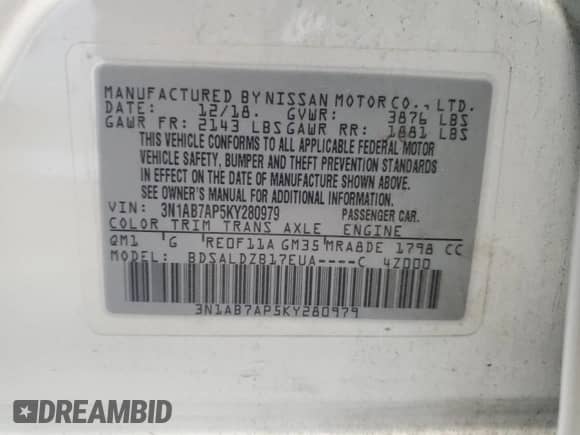 MANUFACTURED BY NISSAN MOTOR CO., LTD.
DATE: 12/18. GVWR: 3876 LBS
GAWR FR: 2143 LBS GAWR RR: 1881 LBS
THIS VEHICLE CONFORMS TO ALL APPLICABLE FEDERAL MOTOR
VEHICLE SAFETY, BUMPER AND THEFT PREVENTION STANDARDS
IN EFFECT ON THE DATE OF MANUFACTURE SHOWN ABOVE.
SEE OWNER'S MANUAL FOR ADDITIONAL INFORMATION.
VIN: 3N1AB7AP5KY280979 PASSENGER CAR.
COLOR TRIM TRANS AXLE ENGINE
QM1 G RE0F11A GM35 MRA8DE 1798 CC
MODEL: BDSALDZB17EUA----C 4Z000
3N1AB7AP5KY280979
DREAMBID